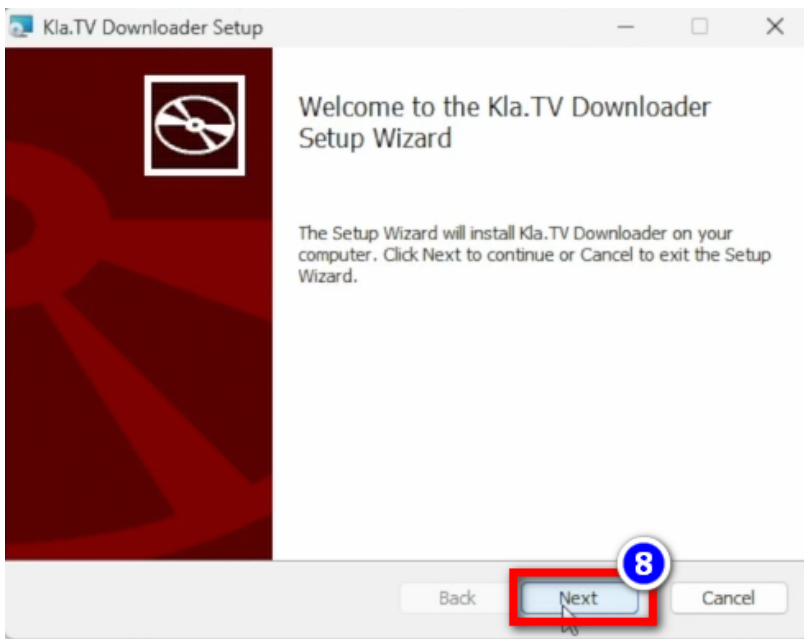 Kla.TV Downloader Setup
Welcome to the Kla.TV Downloader
Setup Wizard
The Setup Wizard will install Kla.TV Downloader on your
computer. Click Next to continue or Cancel to exit the Setup
Wizard.
8
Back Next Cancel